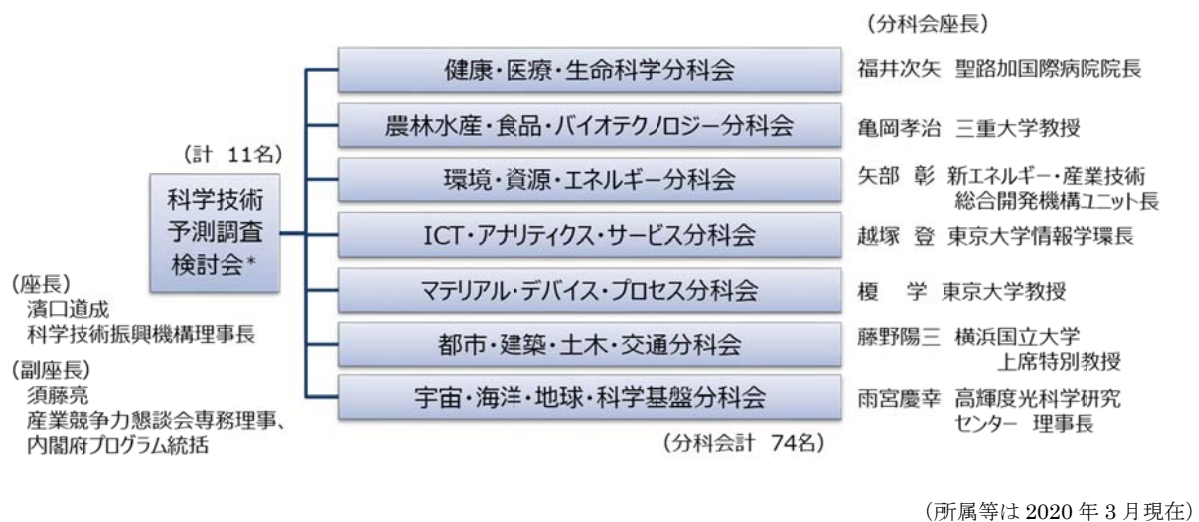 (分科会座長)
健康・医療・生命科学分科会
福井次矢 聖路加国際病院院長
農林水産・食品・バイオテクノロジー分科会
亀岡孝治 三重大学教授
環境・資源・エネルギー分科会
矢部 彰 新エネルギー・産業技術
総合開発機構ユニット長
ICT・アナリティクス・サービス分科会
越塚 登 東京大学情報学環長
マテリアル・デバイス・プロセス分科会
榎 学 東京大学教授
都市・建築・土木・交通分科会
藤野陽三 横浜国立大学
上席特別教授
宇宙・海洋・地球・科学基盤分科会
雨宮慶幸 高輝度光科学研究
センター 理事長
(分科会計 74名)
(計 11名)
科学技術
予測調査
検討会*
(座長)
濱口道成
科学技術振興機構理事長
(副座長)
須藤亮
産業競争力懇談会専務理事、
内閣府プログラム統括
(所属等は 2020 年 3 月現在)